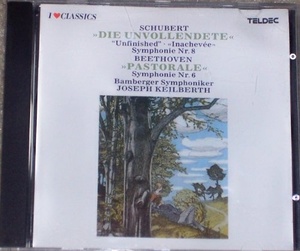 I ♥ CLASSICS
TELDEC
SCHUBERT
»DIE UNVOLLENDETE«
"Unfinished" · «Inachevée»
Symphonie Nr. 8
BEETHOVEN
»PASTORALE«
Symphonie Nr. 6
Bamberger Symphoniker
JOSEPH KEILBERTH